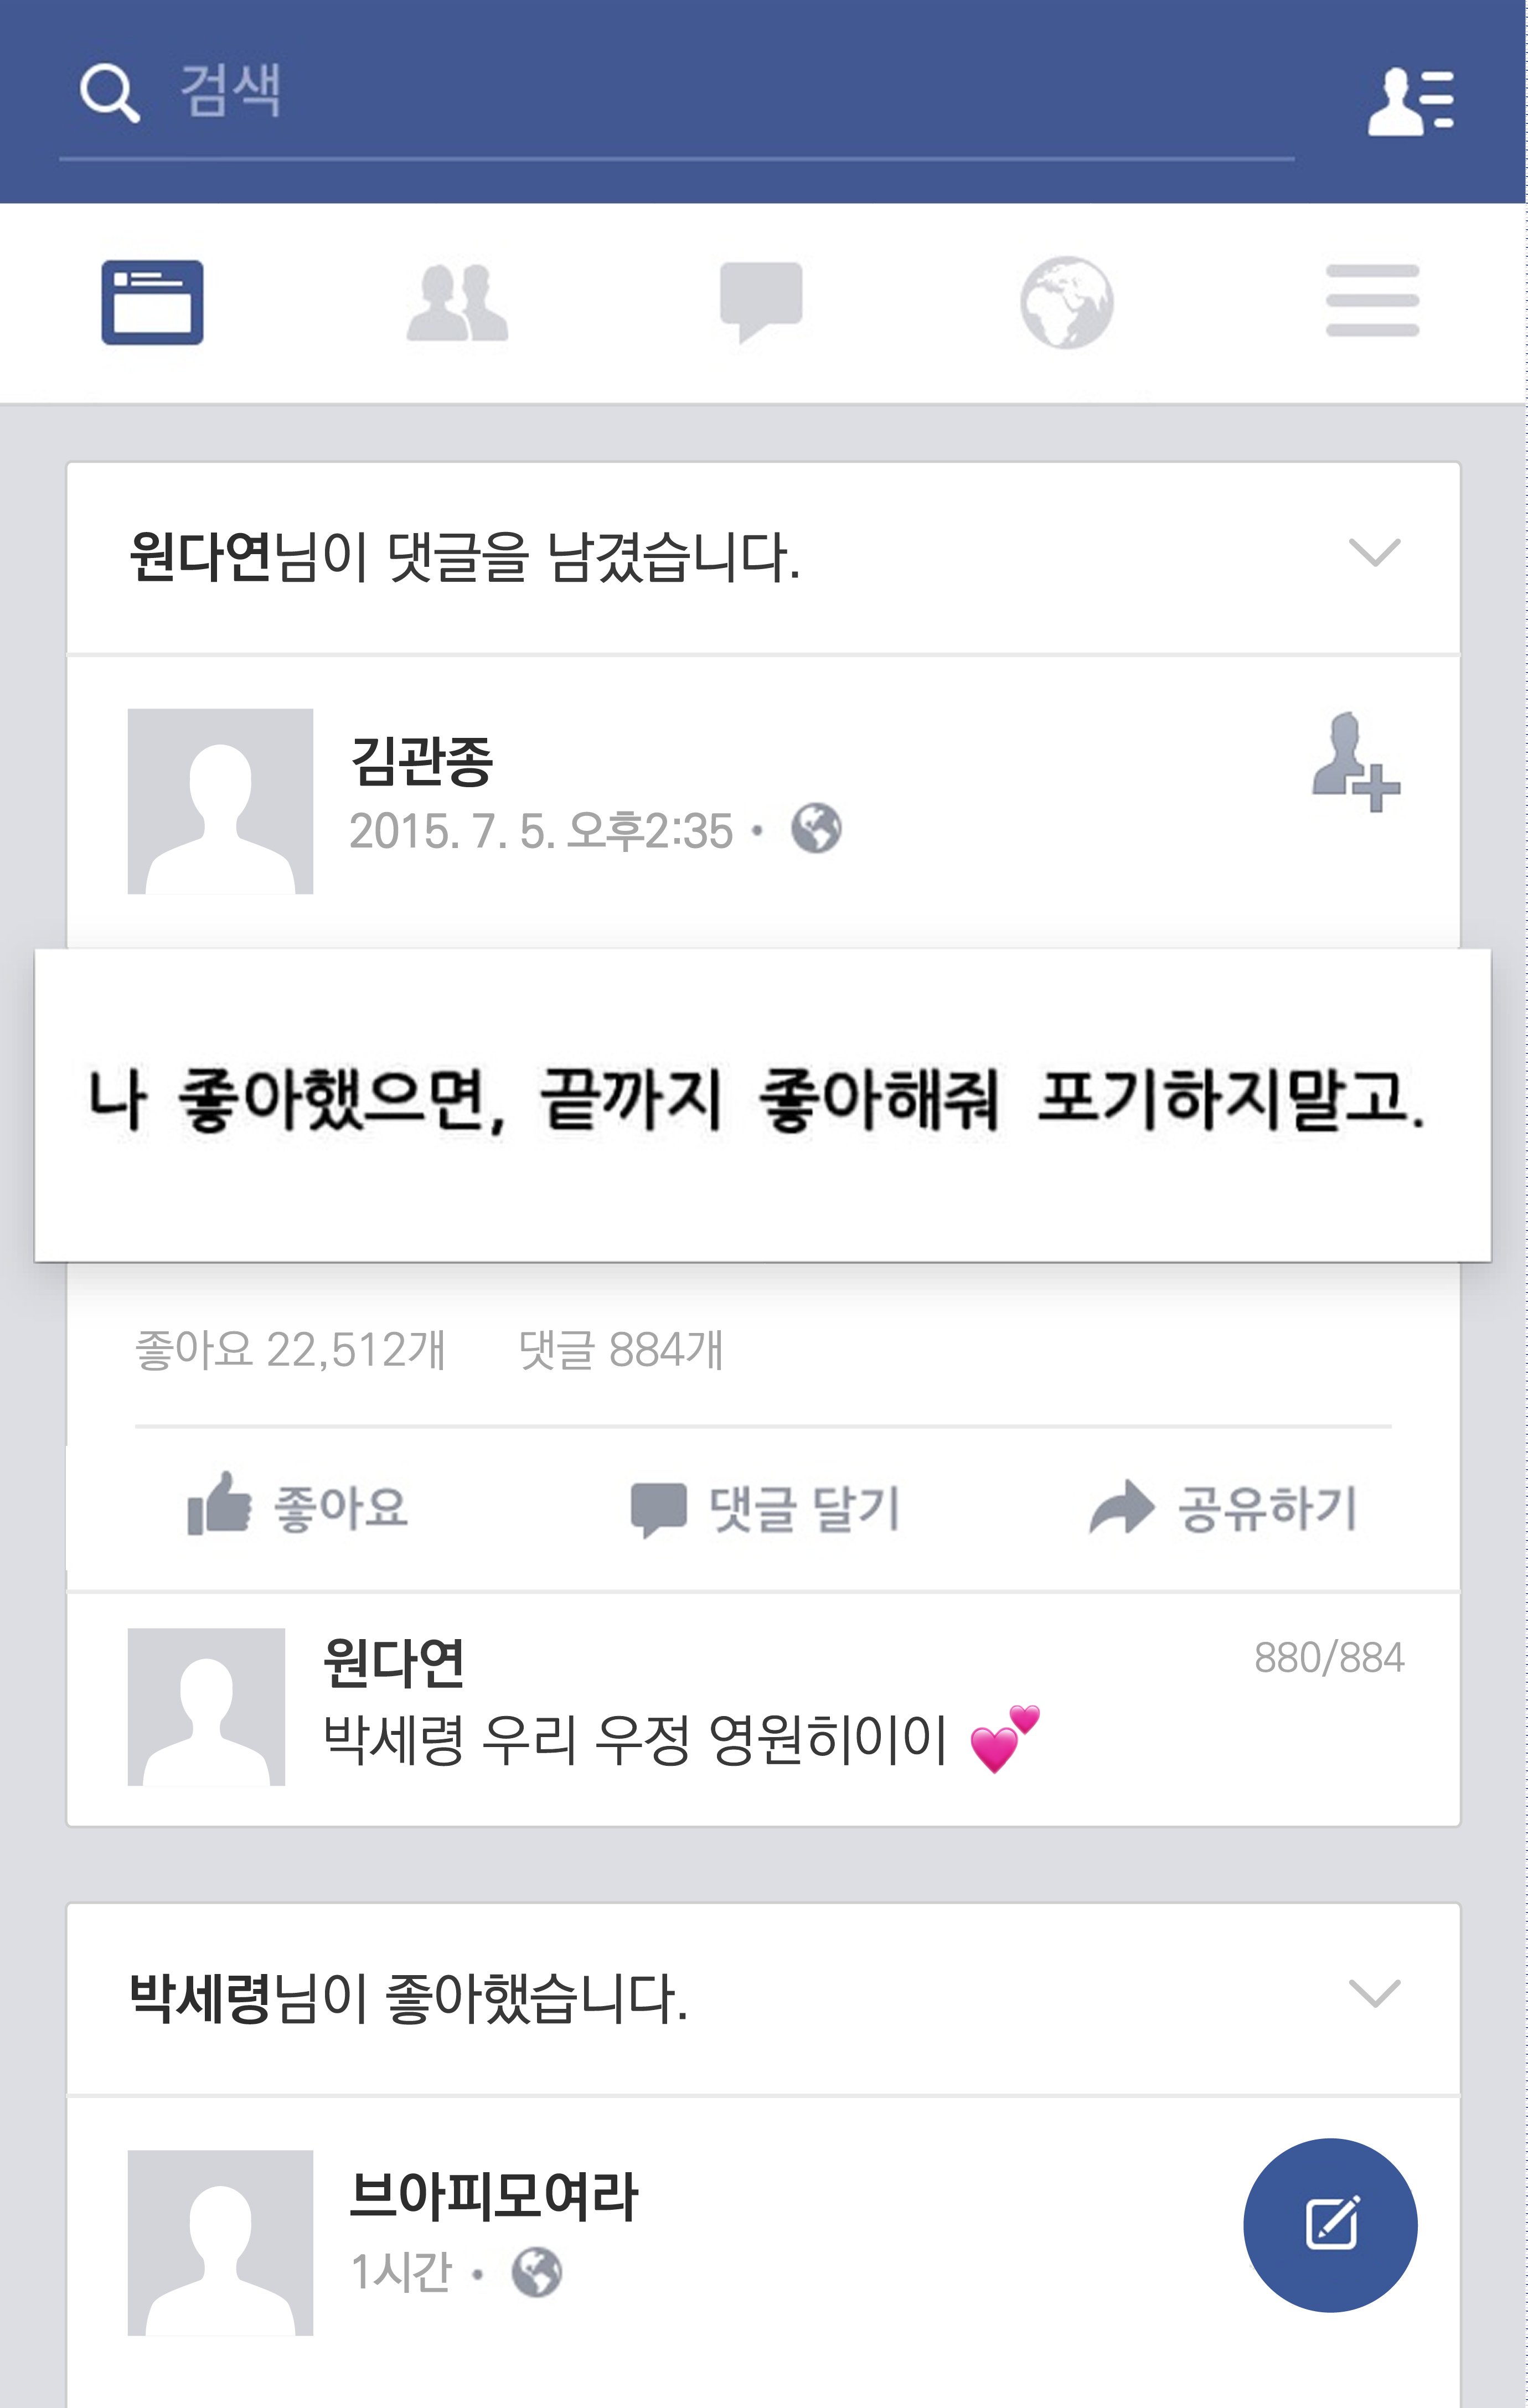 검색
원다연님이 댓글을 남겼습니다.
김관종
2015. 7. 5. 오후2:35 •
나 좋아했으면, 끝까지 좋아해줘 포기하지말고.
좋아요 22,512개 댓글 884개
좋아요 댓글 달기 공유하기
원다연 880/884
박세령 우리 우정 영원히이이 💕
박세령님이 좋아했습니다.
브아피모여라
1시간 •